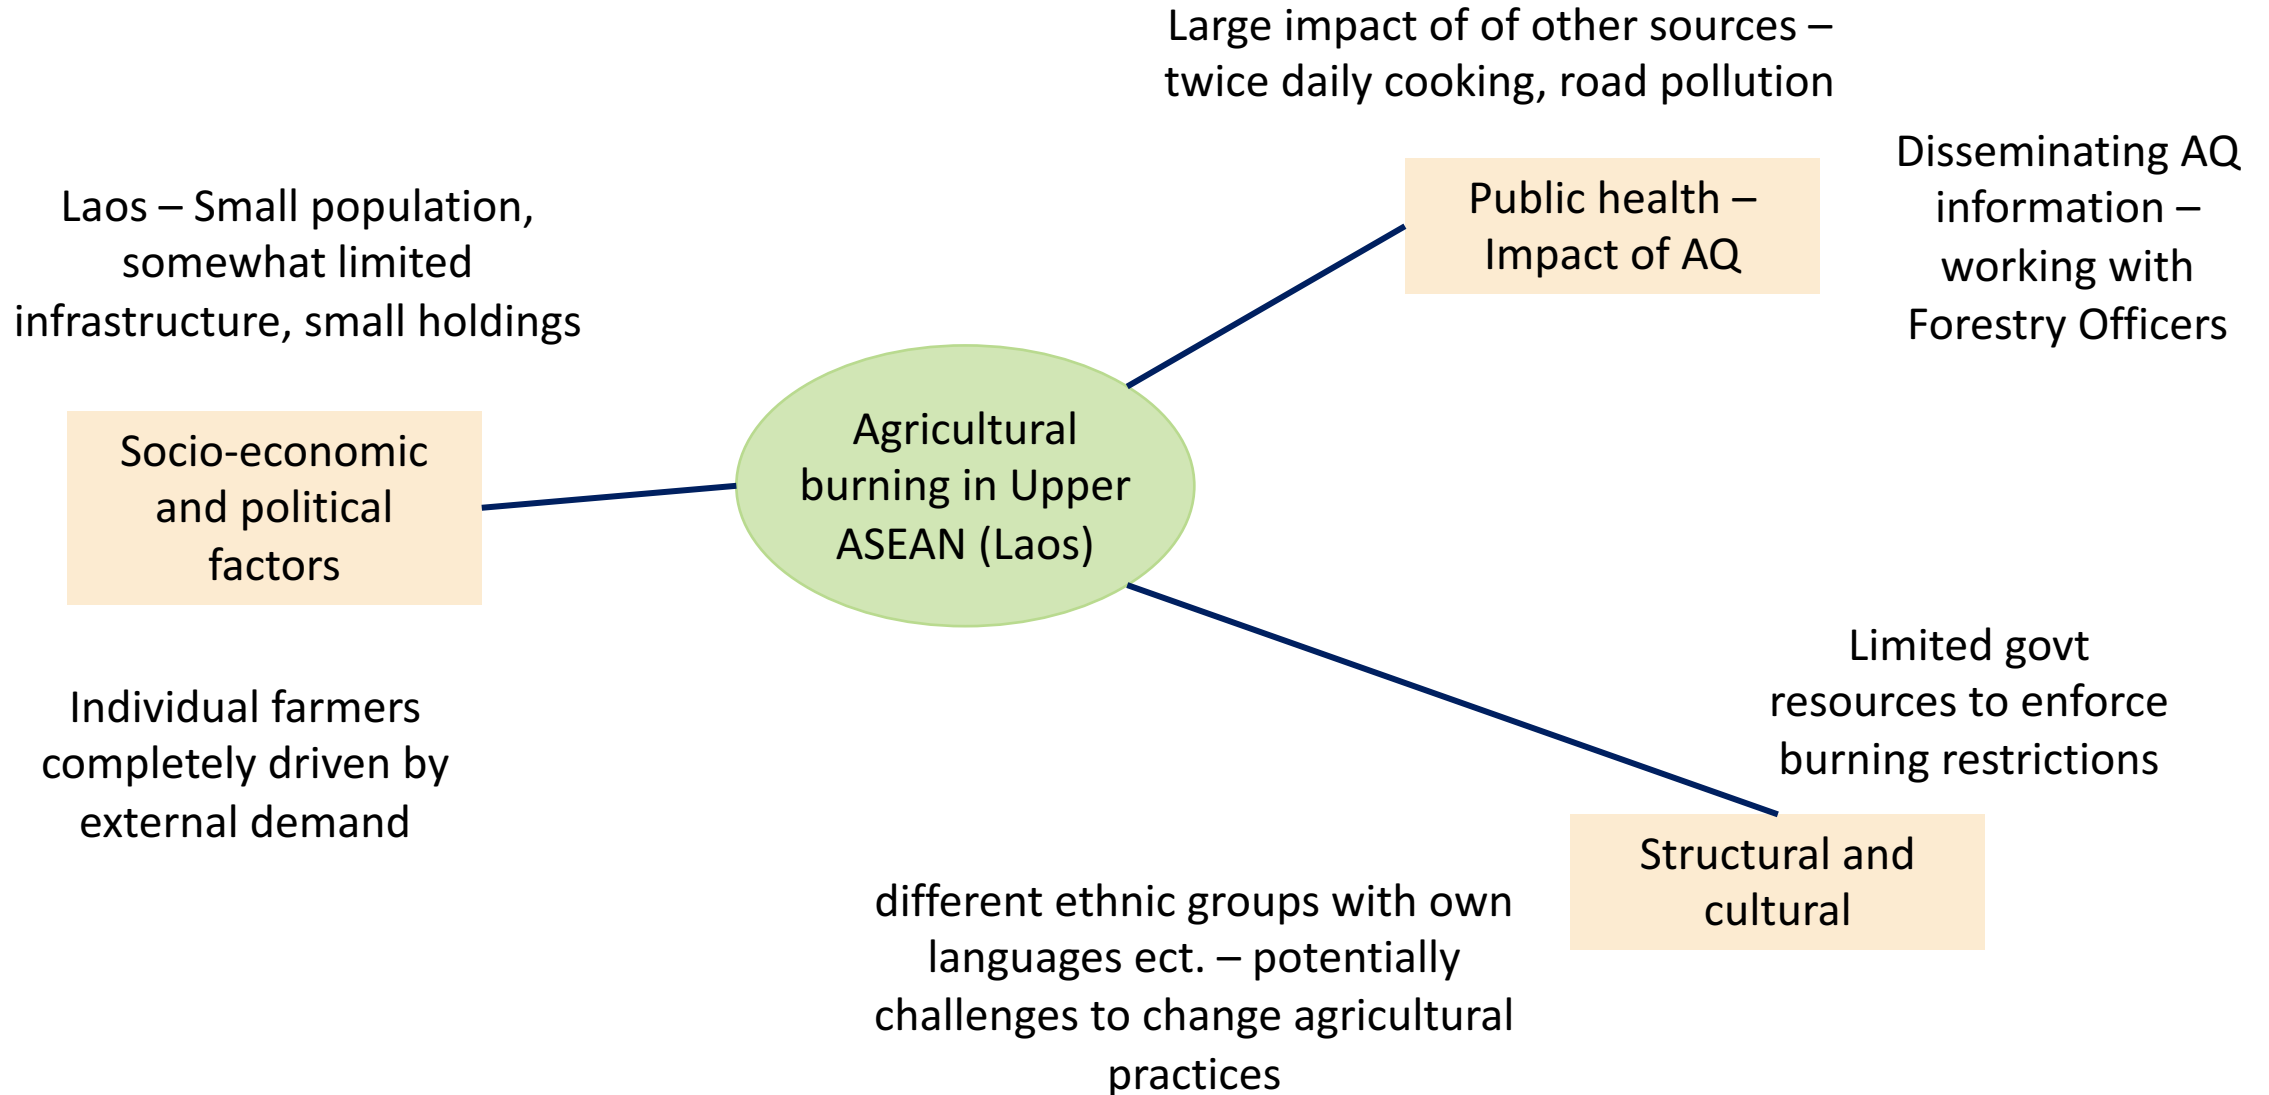 Large impact of of other sources –
twice daily cooking, road pollution
Disseminating AQ
information –
working with
Forestry Officers
Public health –
Impact of AQ
Laos – Small population,
somewhat limited
infrastructure, small holdings
Socio-economic
and political
factors
Agricultural
burning in Upper
ASEAN (Laos)
Individual farmers
completely driven by
external demand
Limited govt
resources to enforce
burning restrictions
Structural and
cultural
different ethnic groups with own
languages ect. – potentially
challenges to change agricultural
practices